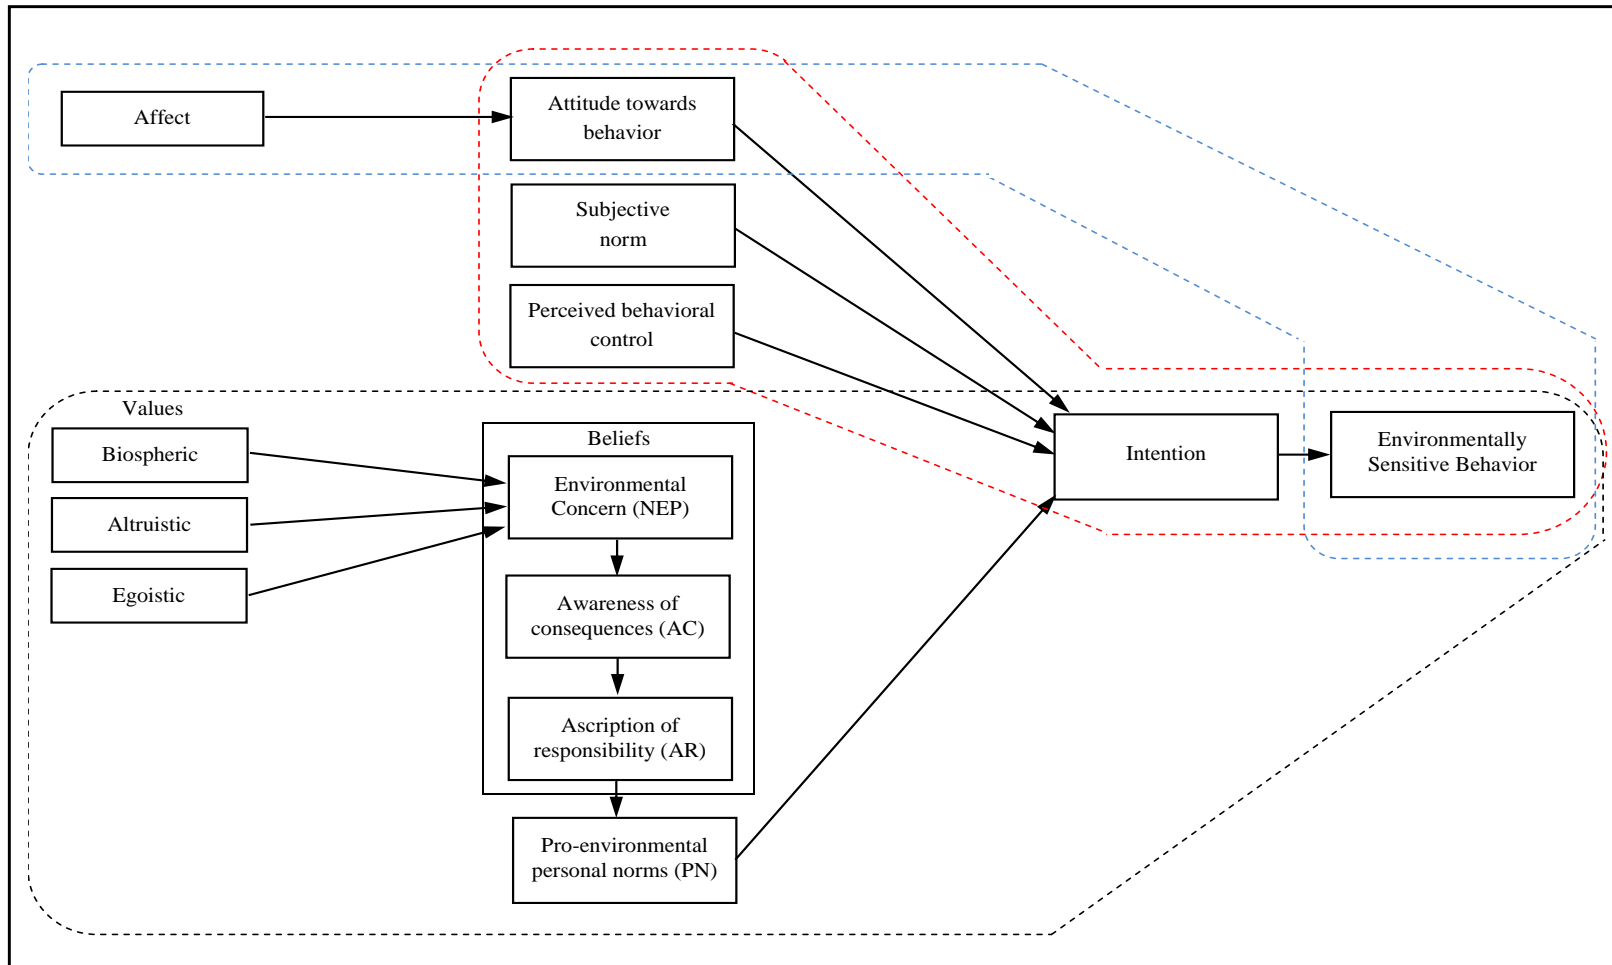 Affect
Attitude towards
behavior
Subjective
norm
Perceived behavioral
control
Values
Biospheric
Altruistic
Egoistic
Beliefs
Environmental
Concern (NEP)
Awareness of
consequences (AC)
Ascription of
responsibility (AR)
Pro-environmental
personal norms (PN)
Intention
Environmentally
Sensitive Behavior